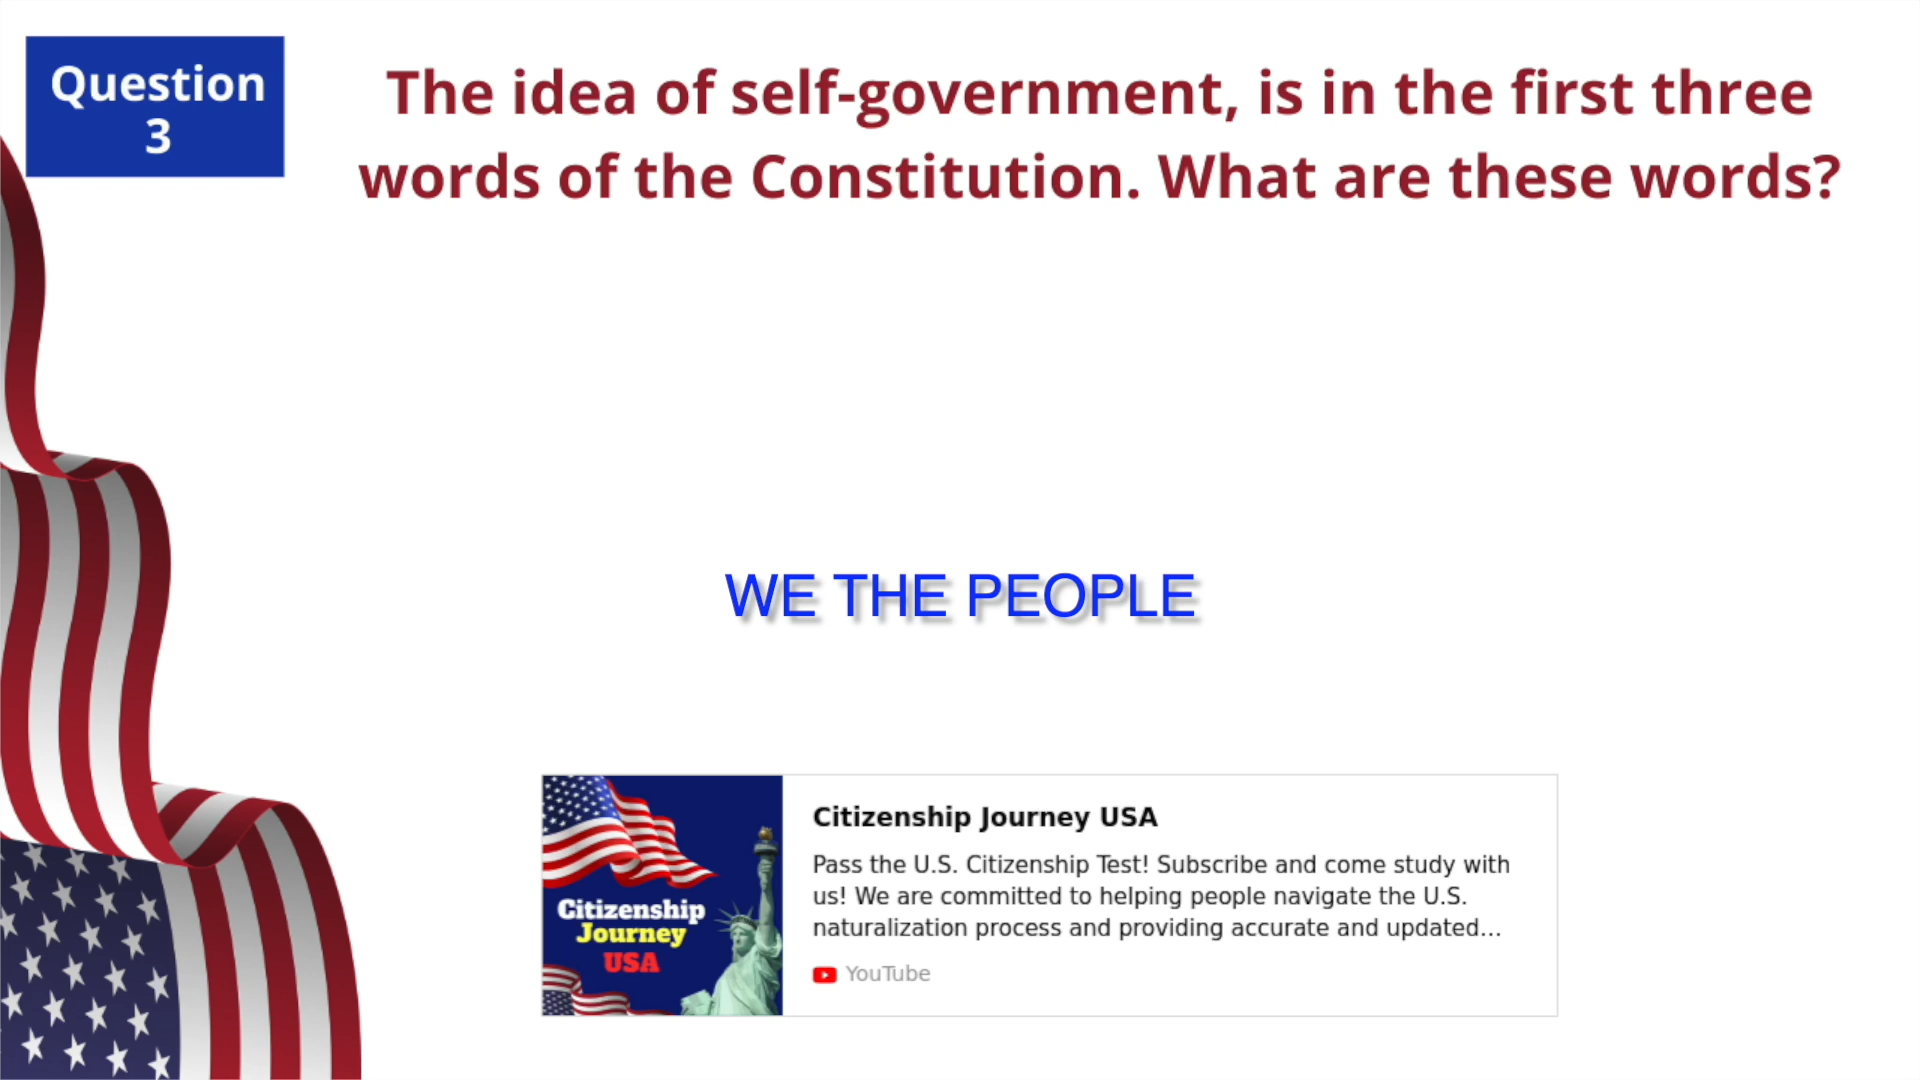 Question
3
The idea of self-government, is in the first three
words of the Constitution. What are these words?
WE THE PEOPLE
Citizenship
Journey
USA
Citizenship Journey USA
Pass the U.S. Citizenship Test! Subscribe and come study with
us! We are committed to helping people navigate the U.S.
naturalization process and providing accurate and updated...
YouTube